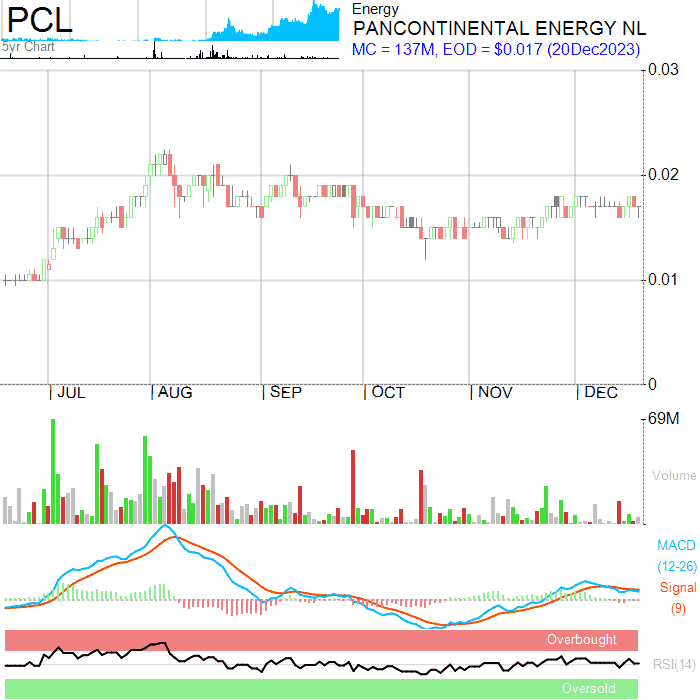 PCL
5yr Chart
Energy
PANCONTINENTAL ENERGY NL
MC = 137M, EOD = $0.017 (20Dec2023)
0.03
0.02
0.01
0
JUL AUG SEP OCT NOV DEC
69M
Volume
MACD
(12-26)
Signal
(9)
Overbought
RSI(14)
Oversold